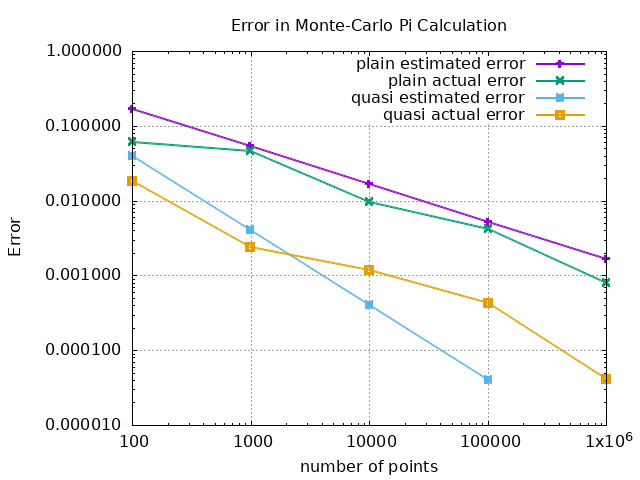 Error in Monte-Carlo Pi Calculation
1.000000
0.100000
0.010000
0.001000
0.000100
0.000010
Error
plain estimated error
plain actual error
quasi estimated error
quasi actual error
100 1000 10000 100000 1x10⁶
number of points